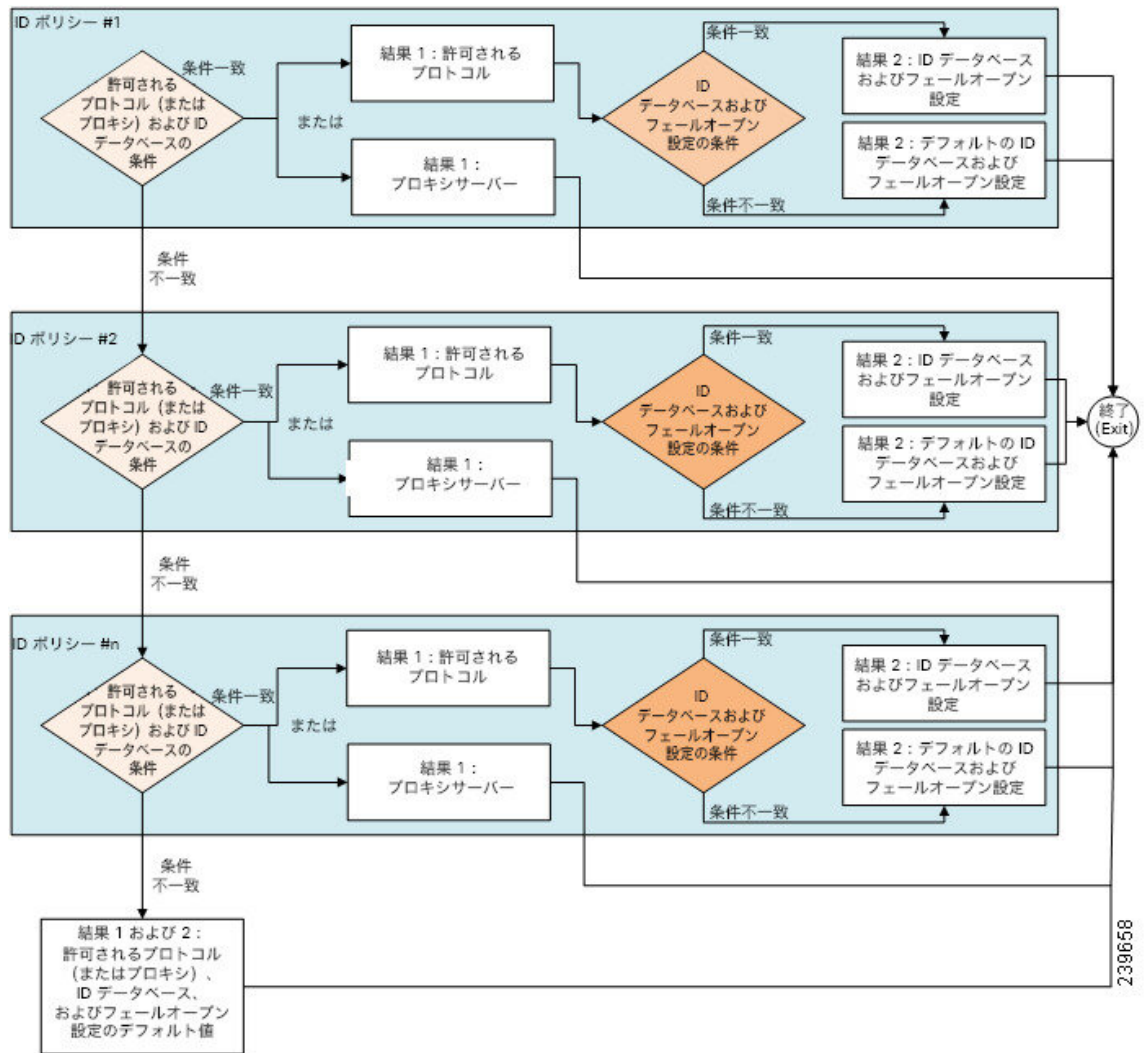 ID ポリシー #1
条件一致
許可される
プロトコル（または
プロキシ）および ID
データベースの
条件
または
結果 1：許可される
プロトコル
結果 1：
プロキシサーバー
条件一致
ID
データベースおよび
フェールオープン
設定の条件
条件不一致
結果 2：ID データベース
およびフェールオープン
設定
結果 2：デフォルトの ID
データベースおよび
フェールオープン設定
条件
不一致
ID ポリシー #2
許可される
プロトコル（または
プロキシ）および ID
データベースの
条件
条件一致
または
結果 1：許可される
プロトコル
結果 1：
プロキシサーバー
条件一致
ID
データベースおよび
フェールオープン
設定の条件
条件不一致
結果 2：ID データベース
およびフェールオープン
設定
結果 2：デフォルトの ID
データベースおよび
フェールオープン設定
終了
(Exit)
条件
不一致
ID ポリシー #n
許可される
プロトコル（または
プロキシ）および ID
データベースの
条件
条件一致
または
結果 1：許可される
プロトコル
結果 1：
プロキシサーバー
条件一致
ID
データベースおよび
フェールオープン
設定の条件
条件不一致
結果 2：ID データベース
およびフェールオープン
設定
結果 2：デフォルトの ID
データベースおよび
フェールオープン設定
条件
不一致
結果 1 および 2：
許可されるプロトコル
（またはプロキシ）、
ID データベース、
およびフェールオープン
設定のデフォルト値
239658